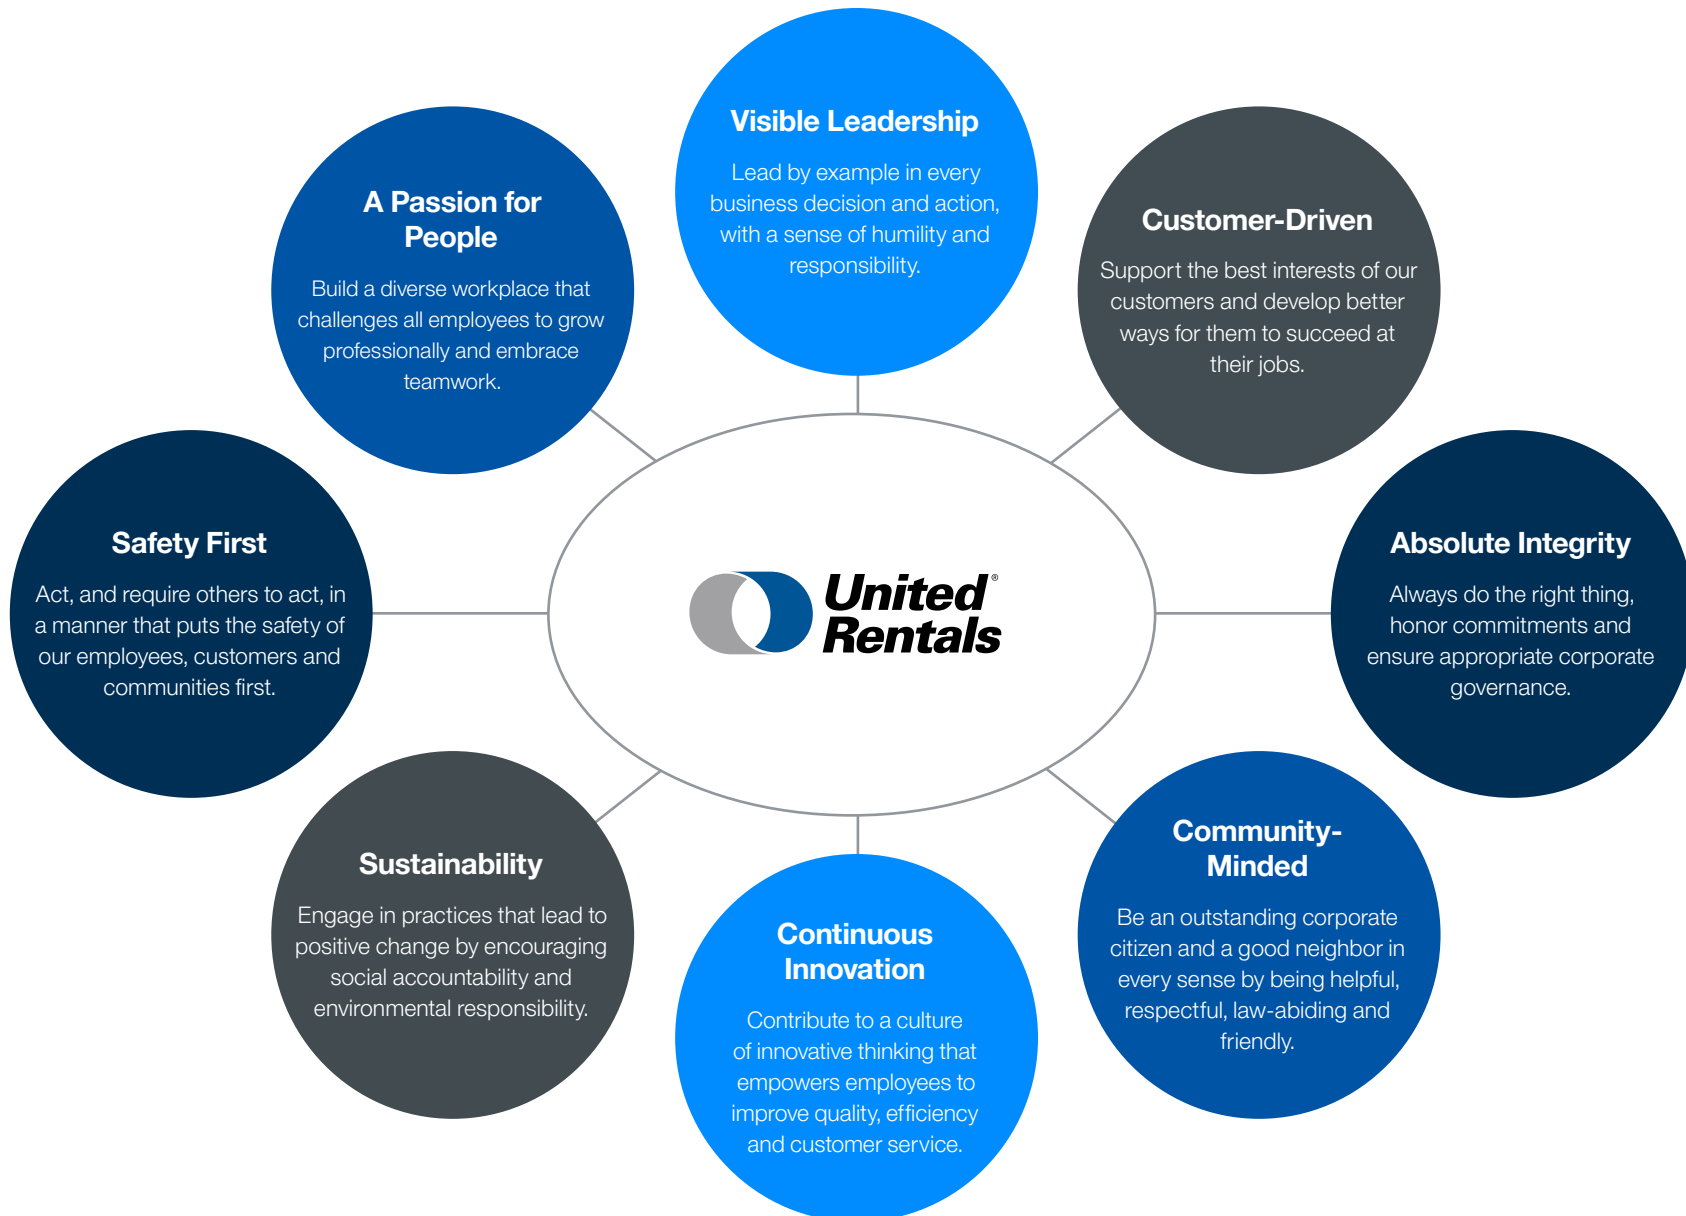 Visible Leadership
Lead by example in every
business decision and action,
with a sense of humility and
responsibility.
A Passion for
People
Build a diverse workplace that
challenges all employees to grow
professionally and embrace
teamwork.
Customer-Driven
Support the best interests of our
customers and develop better
ways for them to succeed at
their jobs.
Safety First
Act, and require others to act, in
a manner that puts the safety of
our employees, customers and
communities first.
United®
Rentals
Absolute Integrity
Always do the right thing,
honor commitments and
ensure appropriate corporate
governance.
Sustainability
Engage in practices that lead to
positive change by encouraging
social accountability and
environmental responsibility.
Continuous
Innovation
Contribute to a culture
of innovative thinking that
empowers employees to
improve quality, efficiency
and customer service.
Community-
Minded
Be an outstanding corporate
citizen and a good neighbor in
every sense by being helpful,
respectful, law-abiding and
friendly.